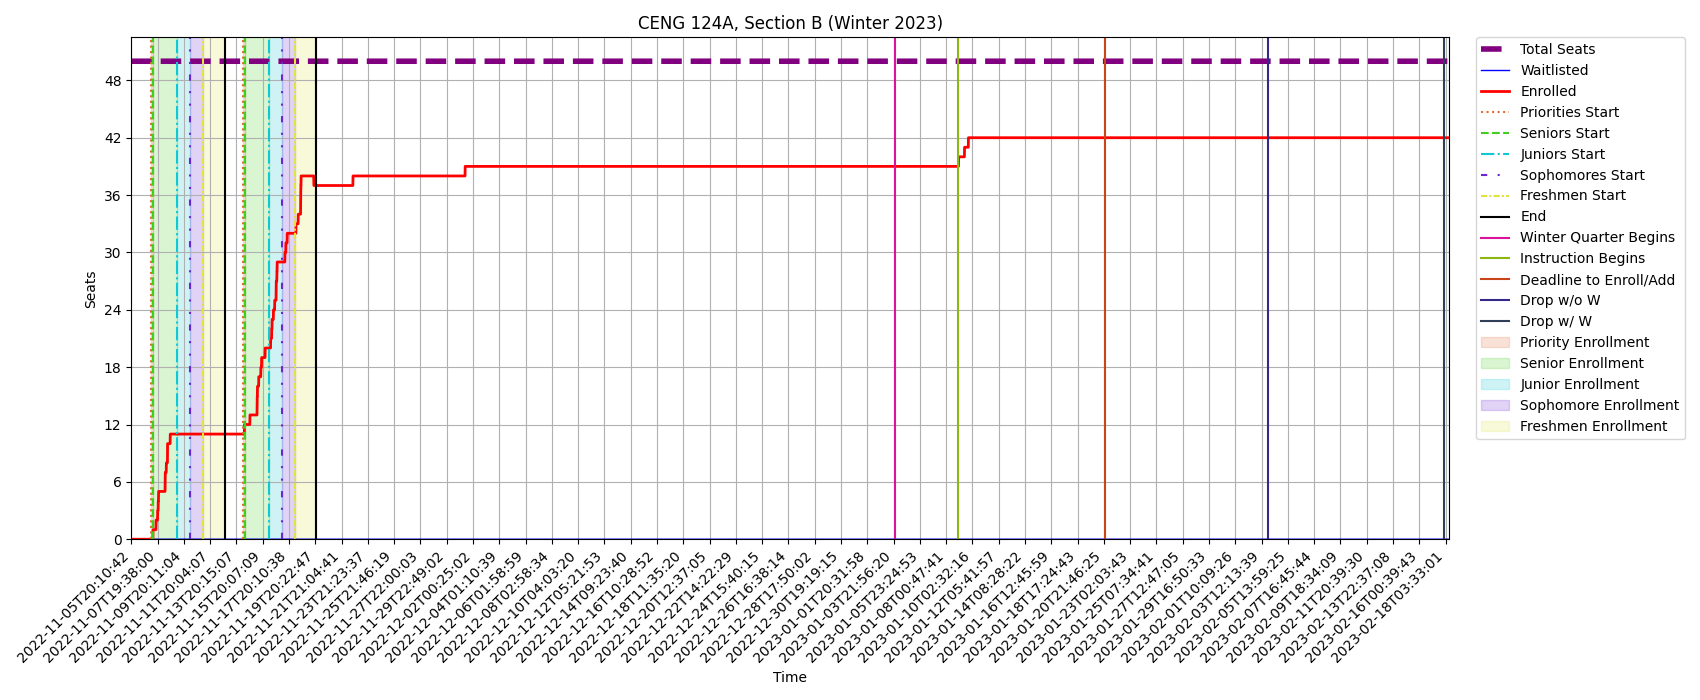 CENG 124A, Section B (Winter 2023)
48
42
36
30
24
18
12
6
0
Seats
2022-11-05T20:10:42
2022-11-07T19:38:00
2022-11-09T20:11:04
2022-11-11T20:04:07
2022-11-13T20:15:07
2022-11-15T20:07:09
2022-11-17T20:10:38
2022-11-19T20:22:47
2022-11-21T21:04:41
2022-11-23T21:23:37
2022-11-25T21:46:19
2022-11-27T22:00:03
2022-11-29T22:49:02
2022-12-02T00:25:02
2022-12-04T01:10:39
2022-12-06T01:58:59
2022-12-08T02:58:34
2022-12-10T04:03:20
2022-12-12T05:21:53
2022-12-14T09:23:40
2022-12-16T10:28:52
2022-12-18T11:35:20
2022-12-20T12:37:05
2022-12-22T14:22:29
2022-12-24T15:40:15
2022-12-26T16:38:14
2022-12-28T17:50:02
2022-12-30T19:19:15
2023-01-01T20:31:58
2023-01-03T21:56:20
2023-01-05T23:24:53
2023-01-08T00:47:41
2023-01-10T02:32:16
2023-01-12T05:41:57
2023-01-14T08:28:22
2023-01-16T12:45:59
2023-01-18T17:24:43
2023-01-20T21:46:25
2023-01-23T02:03:43
2023-01-25T07:34:41
2023-01-27T12:47:05
2023-01-29T16:50:33
2023-02-01T10:09:26
2023-02-03T12:13:39
2023-02-05T13:59:25
2023-02-07T16:45:44
2023-02-09T18:34:09
2023-02-11T20:39:30
2023-02-13T22:37:08
2023-02-16T00:39:43
2023-02-18T03:33:01
Time
Total Seats
Waitlisted
Enrolled
Priorities Start
Seniors Start
Juniors Start
Sophomores Start
Freshmen Start
End
Winter Quarter Begins
Instruction Begins
Deadline to Enroll/Add
Drop w/o W
Drop w/ W
Priority Enrollment
Senior Enrollment
Junior Enrollment
Sophomore Enrollment
Freshmen Enrollment